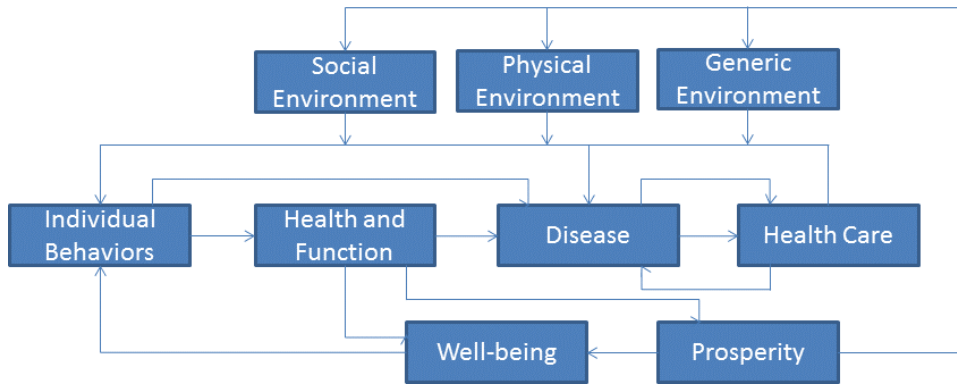 Social
Environment
Physical
Environment
Generic
Environment
Individual
Behaviors
Health and
Function
Disease
Health Care
Well-being
Prosperity